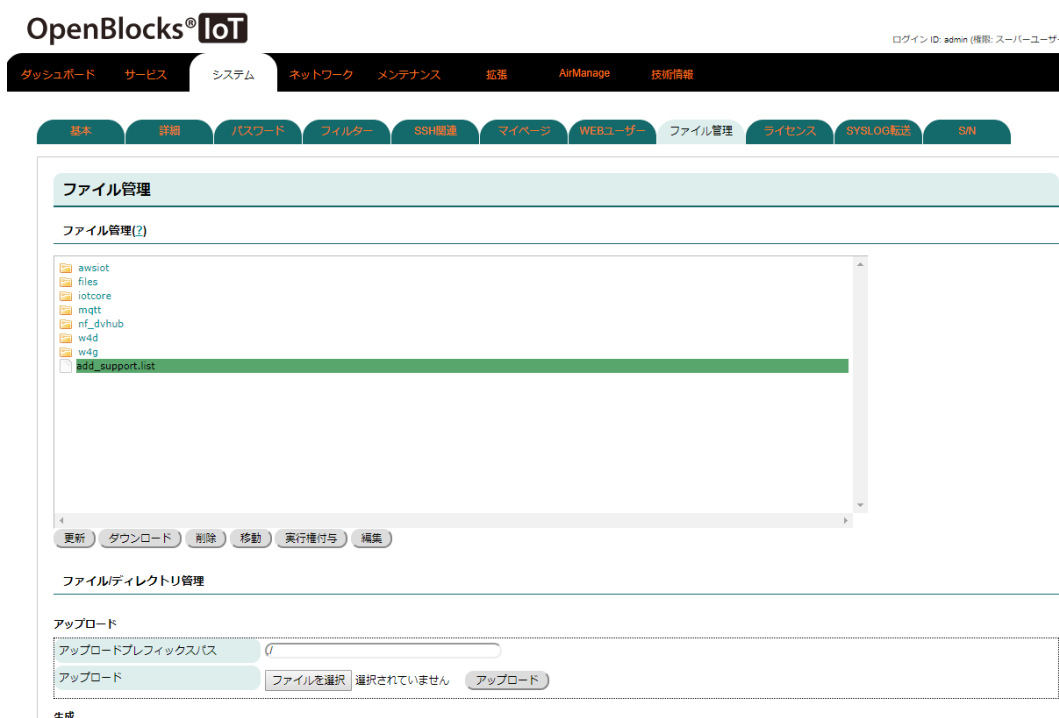 OpenBlocks® IoT
ログイン ID: admin (権限: スーパーユーザ
ダッシュボード サービス システム ネットワーク メンテナンス 拡張 AirManage 技術情報
基本 詳細 パスワード フィルター SSH関連 マイページ WEBユーザー ファイル管理 ライセンス SYSLOG転送 S/N
ファイル管理
ファイル管理(?)
awsiot
files
iotcore
mqtt
nf_dvhub
w4d
w4g
add_support.list
更新 ダウンロード 削除 移動 実行権付与 編集
ファイル/ディレクトリ管理
アップロード
アップロードプレフィックスパス ./
アップロード ファイルを選択 選択されていません アップロード
生成